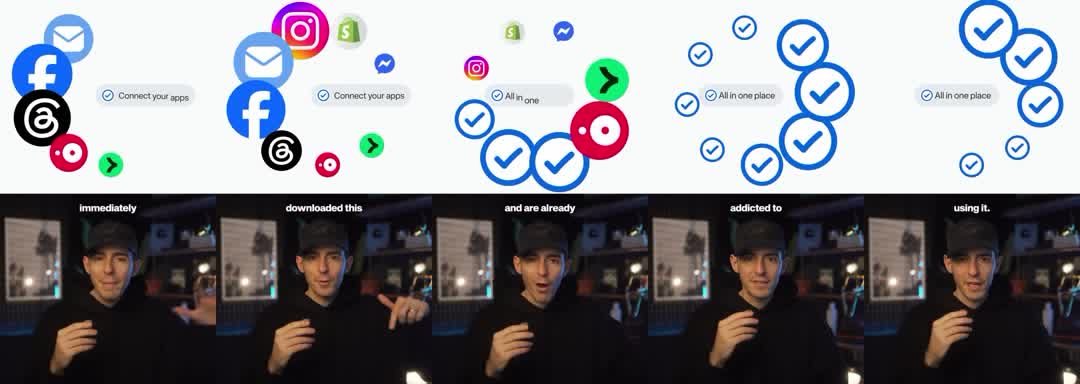 Connect your apps
Connect your apps
All in one
All in one place
All in one place
immediately
downloaded this
and are already
addicted to
using it.